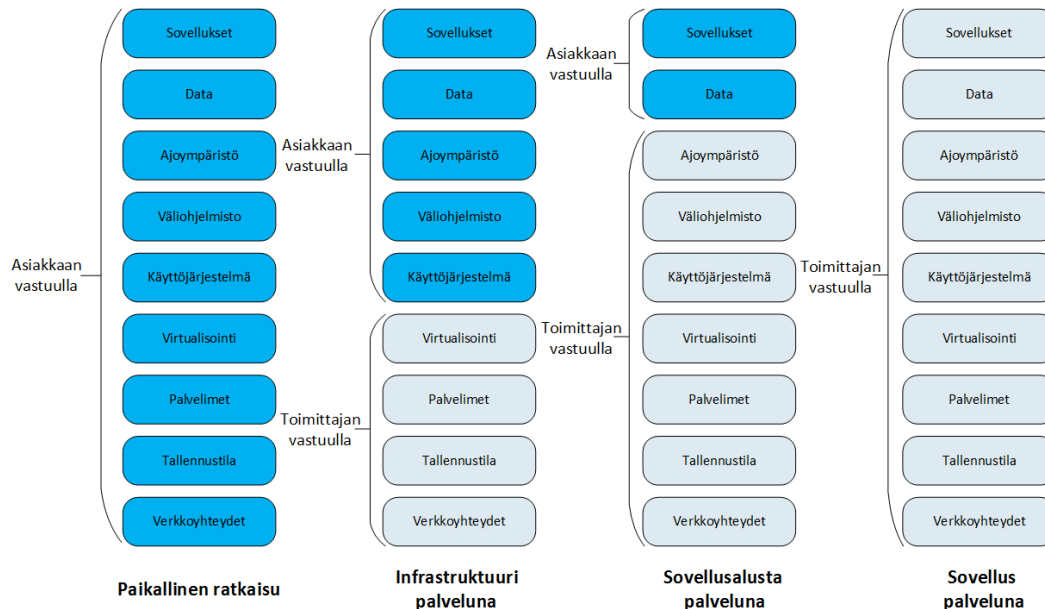 Asiakkaan
vastuulla
Sovellukset
Data
Ajoympäristö
Väliohjelmisto
Käyttöjärjestelmä
Virtualisointi
Palvelimet
Tallennustila
Verkkoyhteydet
Paikallinen ratkaisu
Asiakkaan
vastuulla
Toimittajan
vastuulla
Sovellukset
Data
Ajoympäristö
Väliohjelmisto
Käyttöjärjestelmä
Virtualisointi
Palvelimet
Tallennustila
Verkkoyhteydet
Infrastruktuuri
palveluna
Asiakkaan
vastuulla
Toimittajan
vastuulla
Sovellukset
Data
Ajoympäristö
Väliohjelmisto
Käyttöjärjestelmä
Virtualisointi
Palvelimet
Tallennustila
Verkkoyhteydet
Sovellusalusta
palveluna
Toimittajan
vastuulla
Sovellukset
Data
Ajoympäristö
Väliohjelmisto
Käyttöjärjestelmä
Virtualisointi
Palvelimet
Tallennustila
Verkkoyhteydet
Sovellus
palveluna